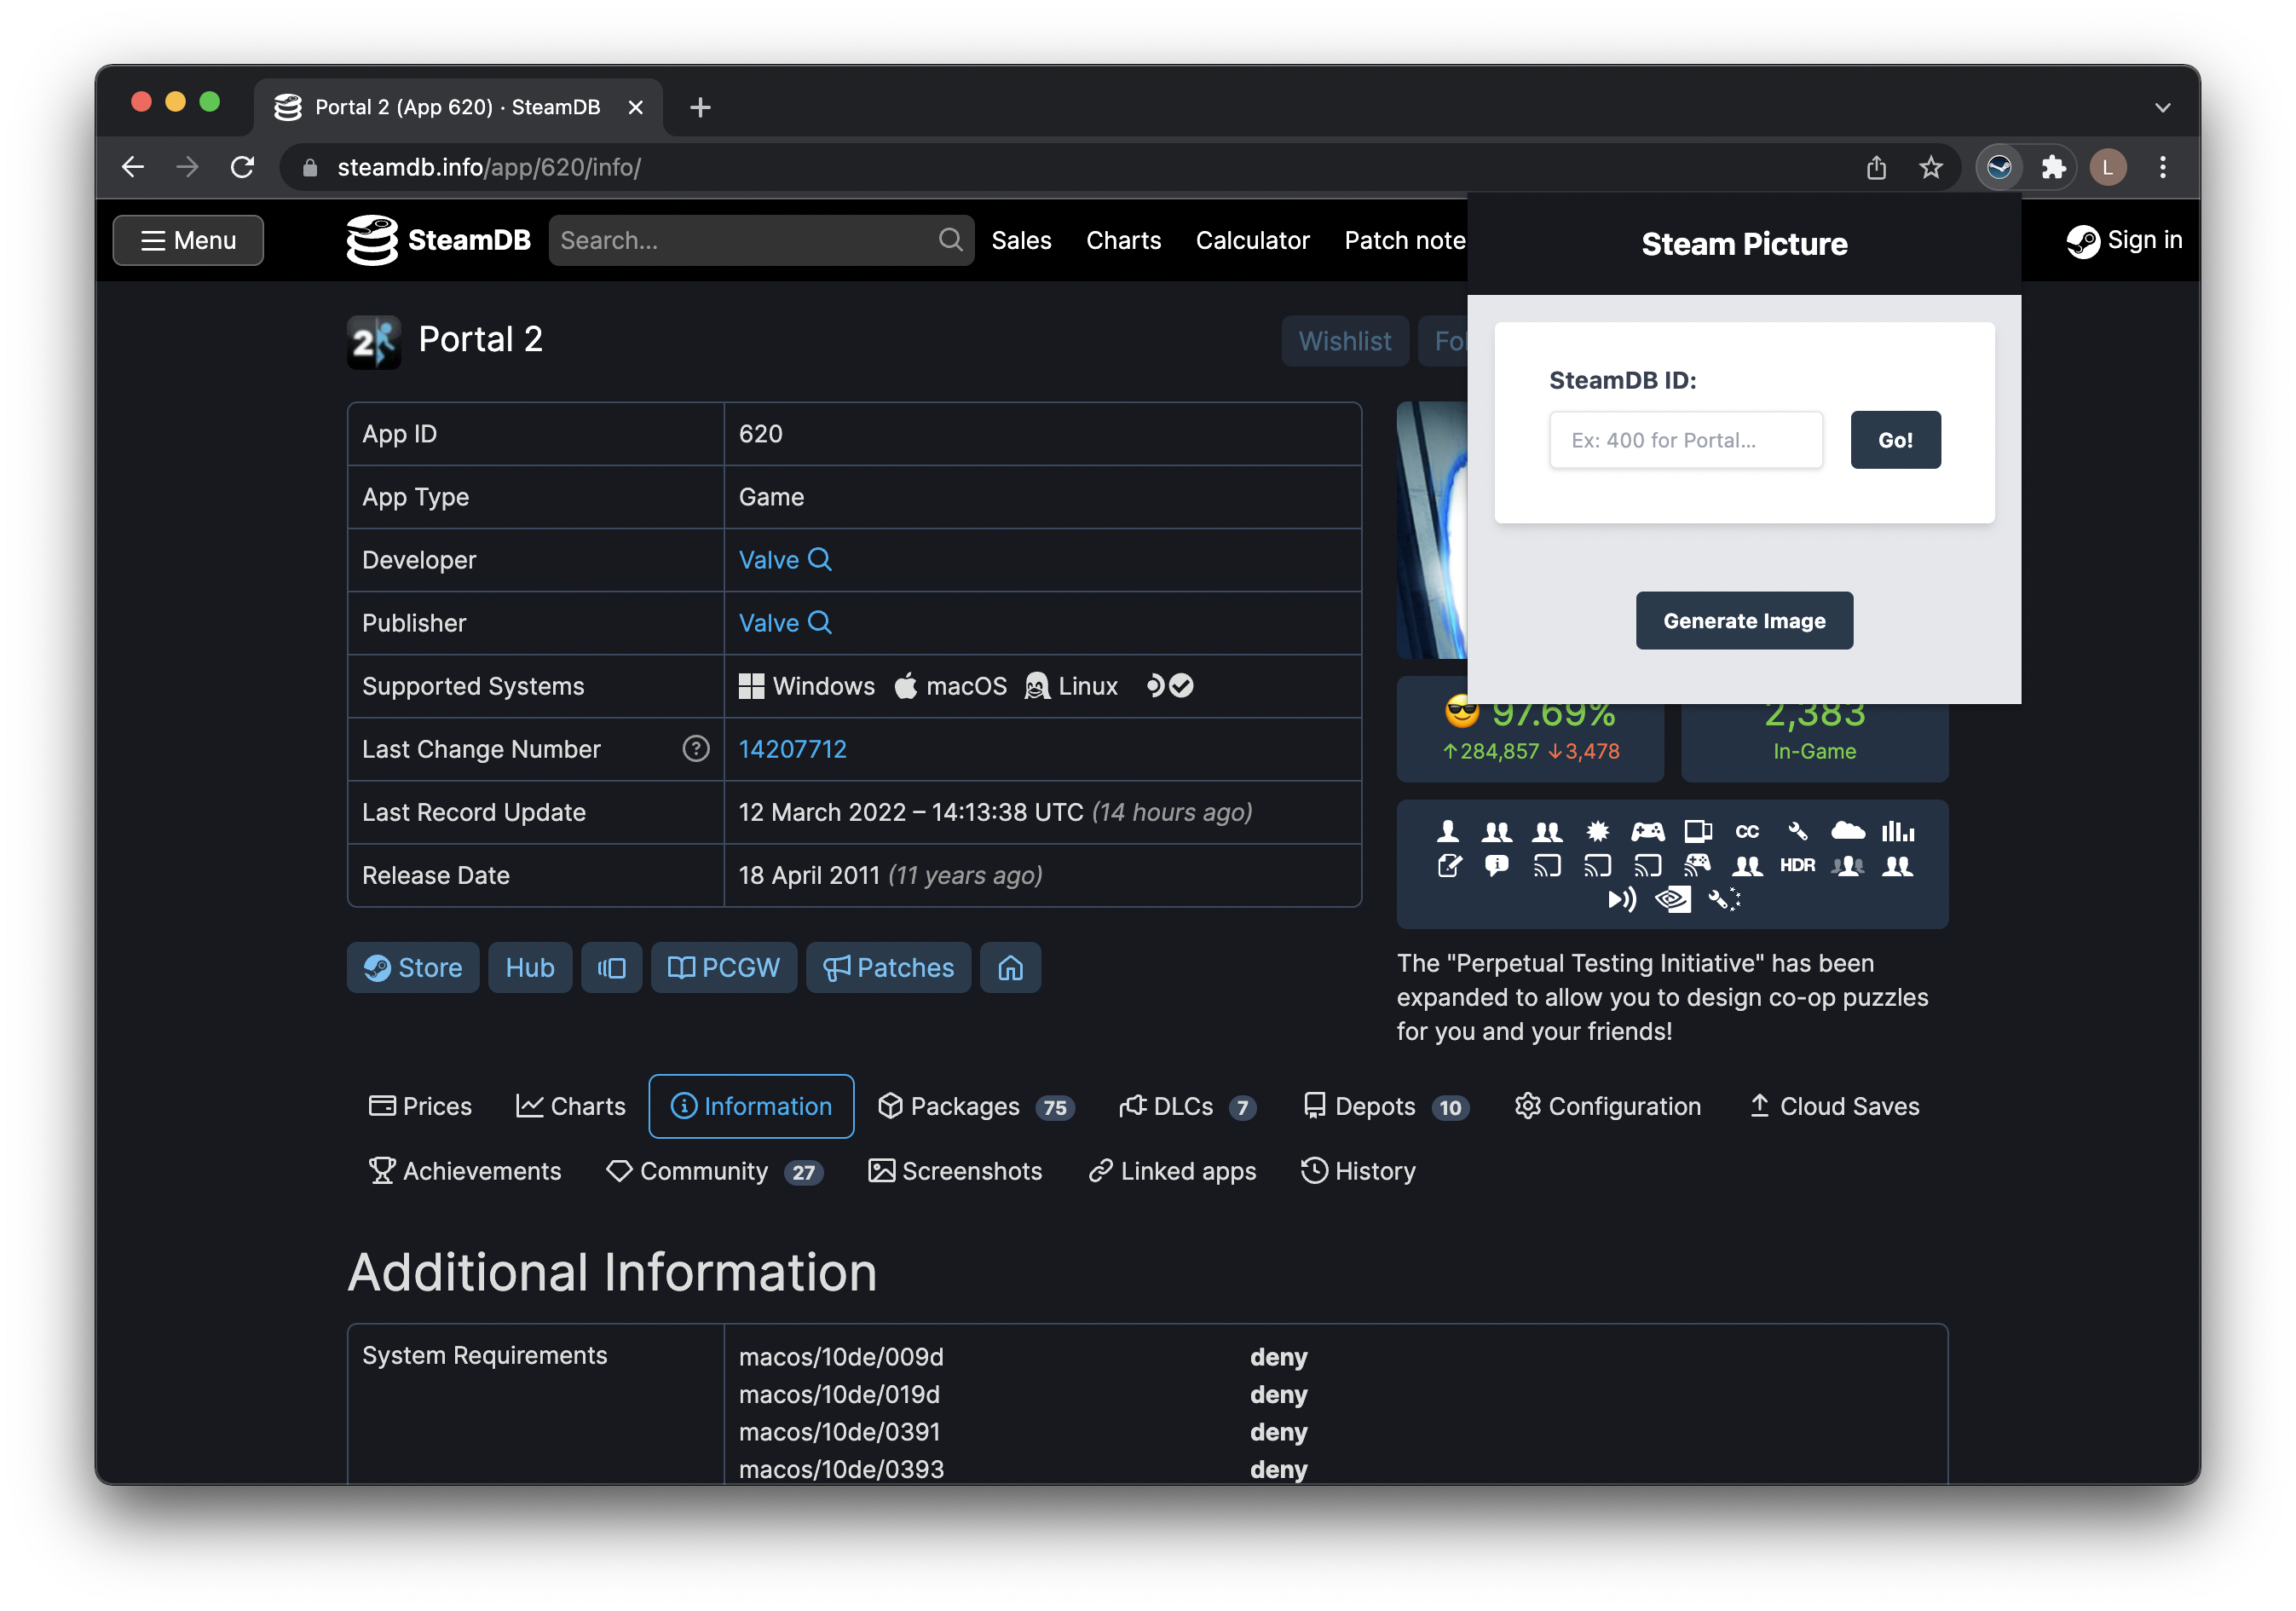 Portal 2 (App 620) · SteamDB
steamdb.info/app/620/info/
L
Menu
SteamDB
Search...
Sales
Charts
Calculator
Patch note
Sign in
Steam Picture
SteamDB ID:
Ex: 400 for Portal...
Go!
Generate Image
2
Portal 2
Wishlist
Fol
App ID 620
App Type Game
Developer Valve
Publisher Valve
Supported Systems Windows macOS Linux
Last Change Number ? 14207712
Last Record Update 12 March 2022 – 14:13:38 UTC (14 hours ago)
Release Date 18 April 2011 (11 years ago)
97.69%
↑284,857 ↓3,478
2,383
In-Game
CC
HDR
The "Perpetual Testing Initiative" has been
expanded to allow you to design co-op puzzles
for you and your friends!
Store Hub PCGW Patches
Prices Charts Information Packages 75 DLCs 7 Depots 10 Configuration Cloud Saves
Achievements Community 27 Screenshots Linked apps History
Additional Information
System Requirements
macos/10de/009d deny
macos/10de/019d deny
macos/10de/0391 deny
macos/10de/0393 deny